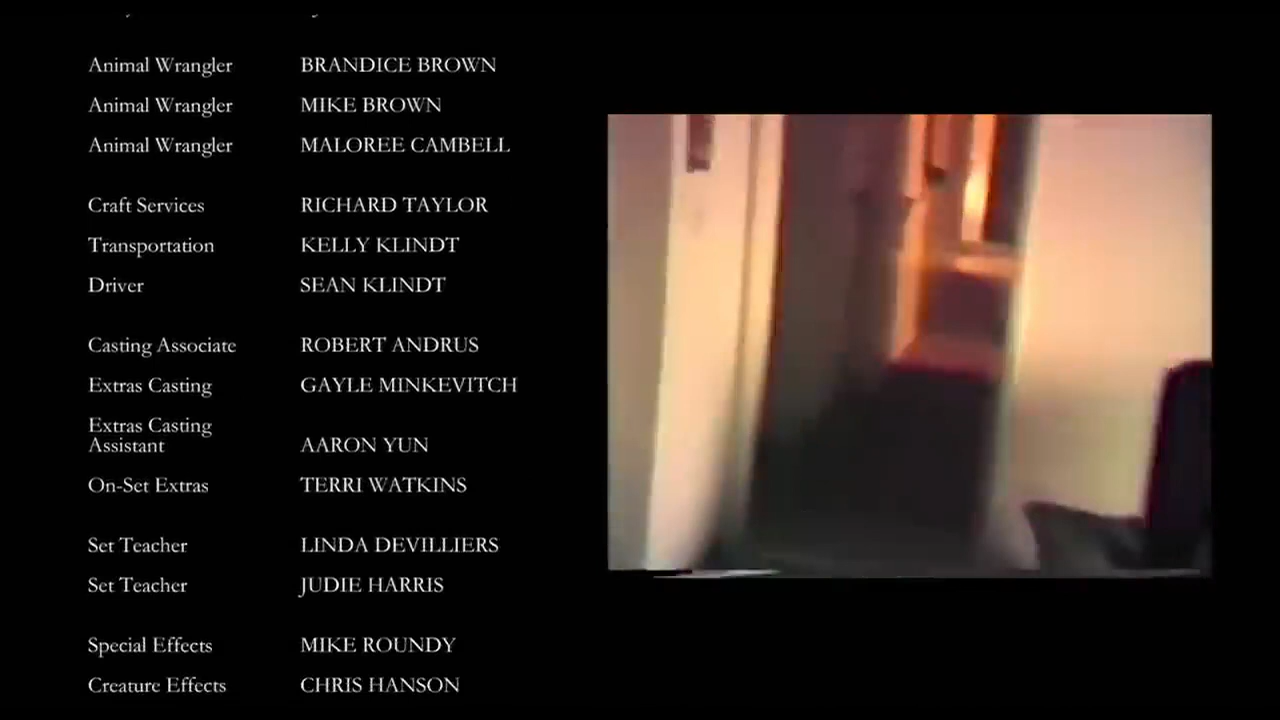 Animal Wrangler BRANDICE BROWN
Animal Wrangler MIKE BROWN
Animal Wrangler MALOREE CAMBELL
Craft Services RICHARD TAYLOR
Transportation KELLY KLINDT
Driver SEAN KLINDT
Casting Associate ROBERT ANDRUS
Extras Casting GAYLE MINKEVITCH
Extras Casting
Assistant AARON YUN
On-Set Extras TERRI WATKINS
Set Teacher LINDA DEVILLIERS
Set Teacher JUDIE HARRIS
Special Effects MIKE ROUNDY
Creature Effects CHRIS HANSON